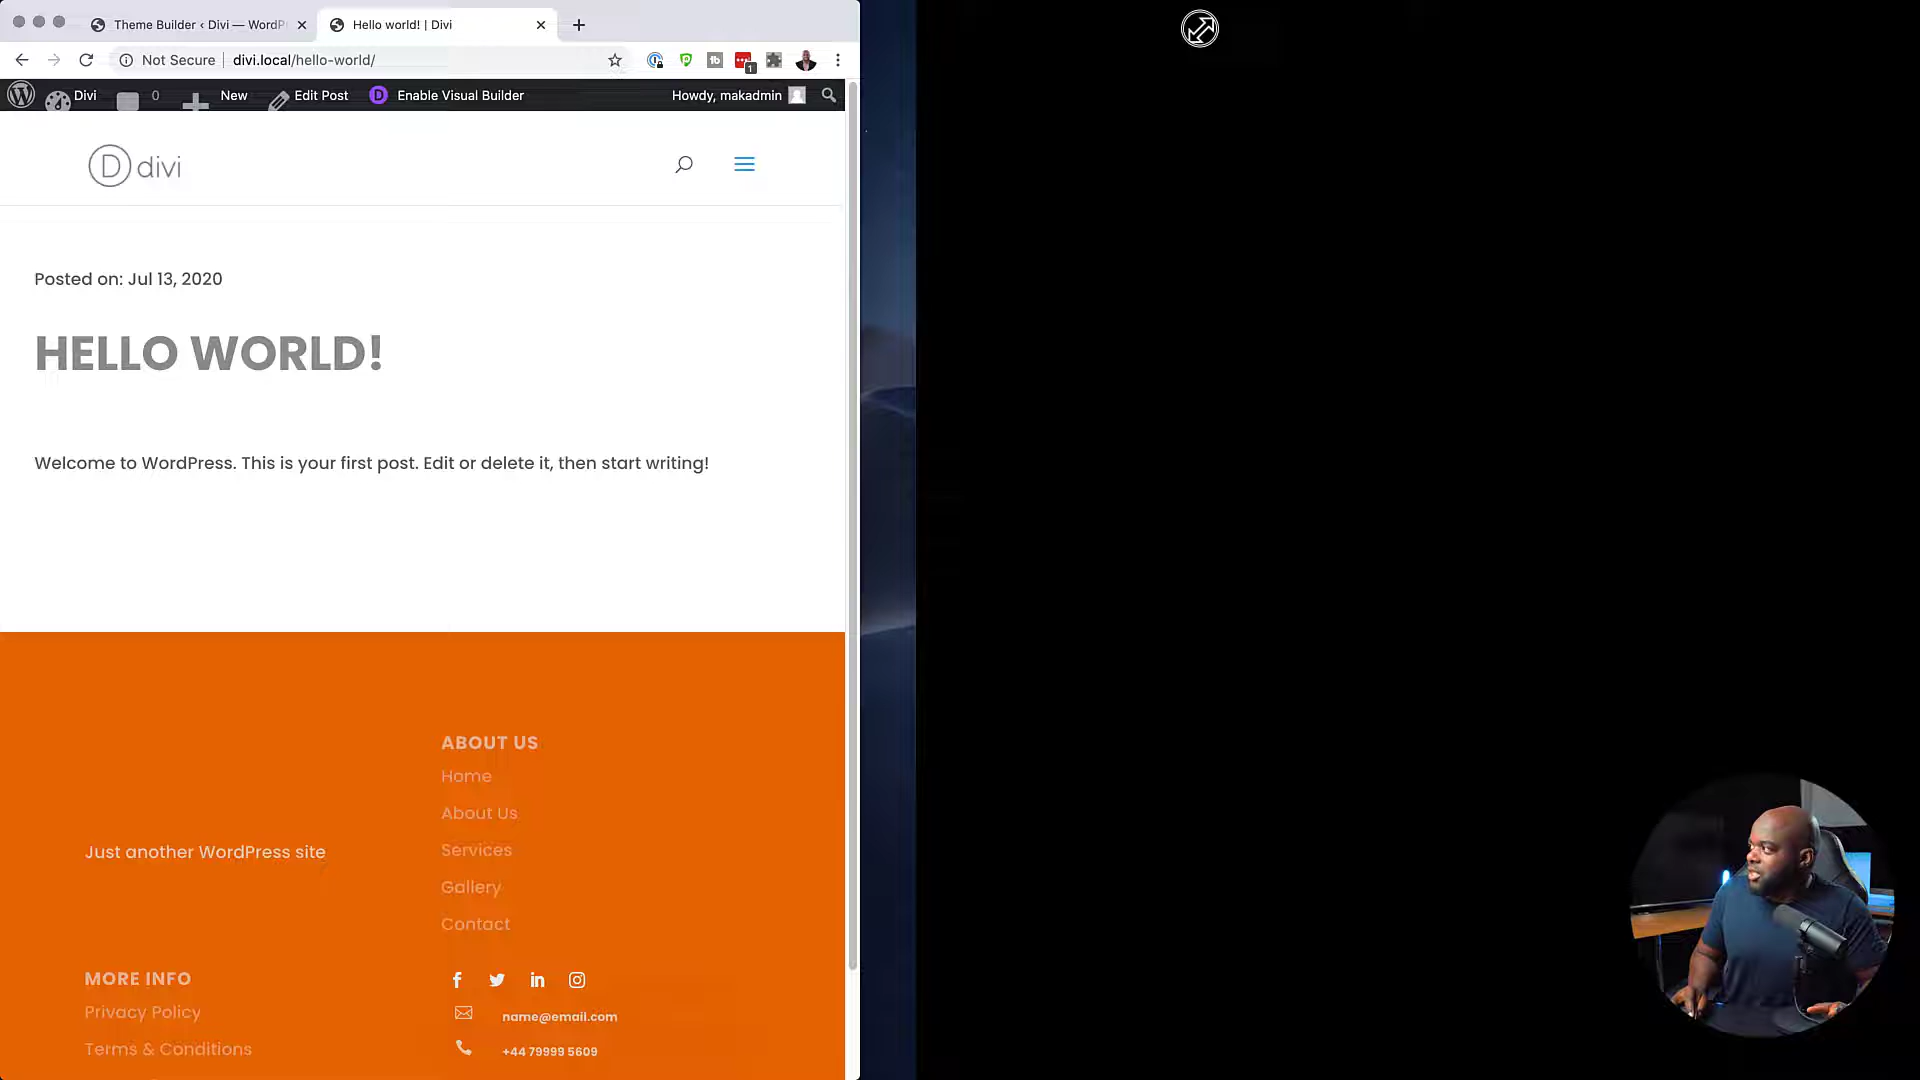 Theme Builder ‹ Divi — WordP
Hello world! | Divi
Not Secure
divi.local/hello-world/
1
Divi
0
New
Edit Post
D
Enable Visual Builder
Howdy, makadmin
D divi
Posted on: Jul 13, 2020
HELLO WORLD!
Welcome to WordPress. This is your first post. Edit or delete it, then start writing!
ABOUT US
Home
About Us
Services
Gallery
Contact
Just another WordPress site
MORE INFO
Privacy Policy
Terms & Conditions
name@email.com
+44 79999 5609